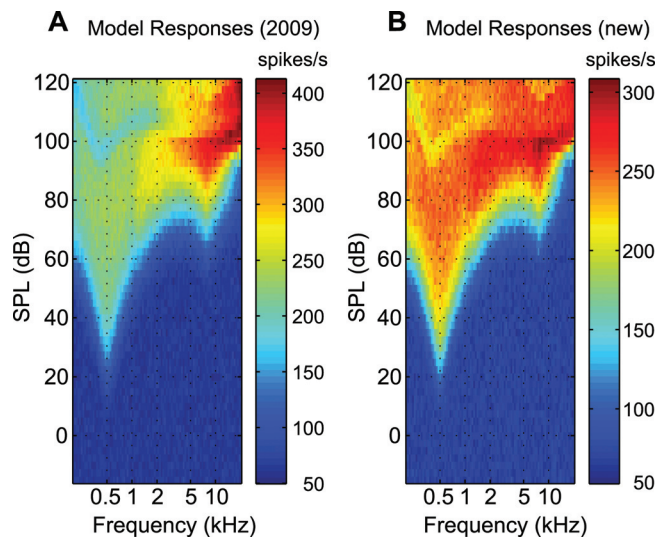 A Model Responses (2009)
spikes/s
SPL (dB)
120
100
80
60
40
20
0
0.5 1 2 5 10
Frequency (kHz)
400
350
300
250
200
150
100
50
B Model Responses (new)
spikes/s
SPL (dB)
120
100
80
60
40
20
0
0.5 1 2 5 10
Frequency (kHz)
300
250
200
150
100
50